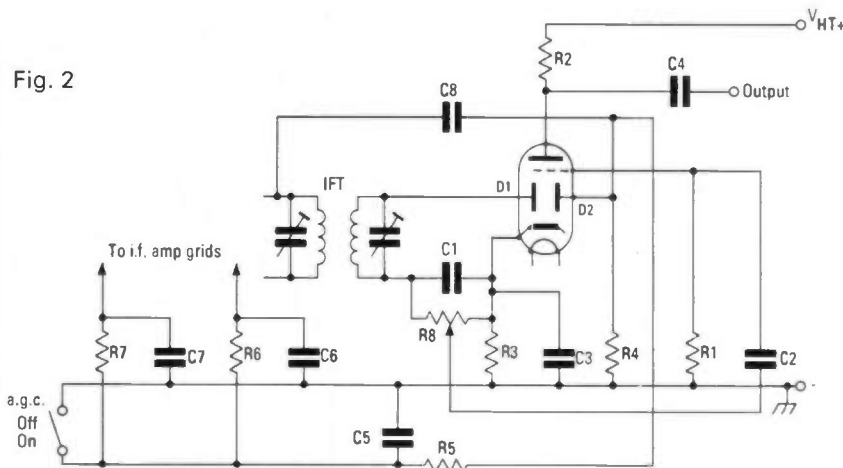 Fig. 2
VHT+
R2
C4
Output
C8
IFT
D1
D2
To i.f. amp grids
C1
R8
R7
C7
R6
C6
R3
C3
R4
R1
C2
a.g.c.
Off
On
C5
R5
-